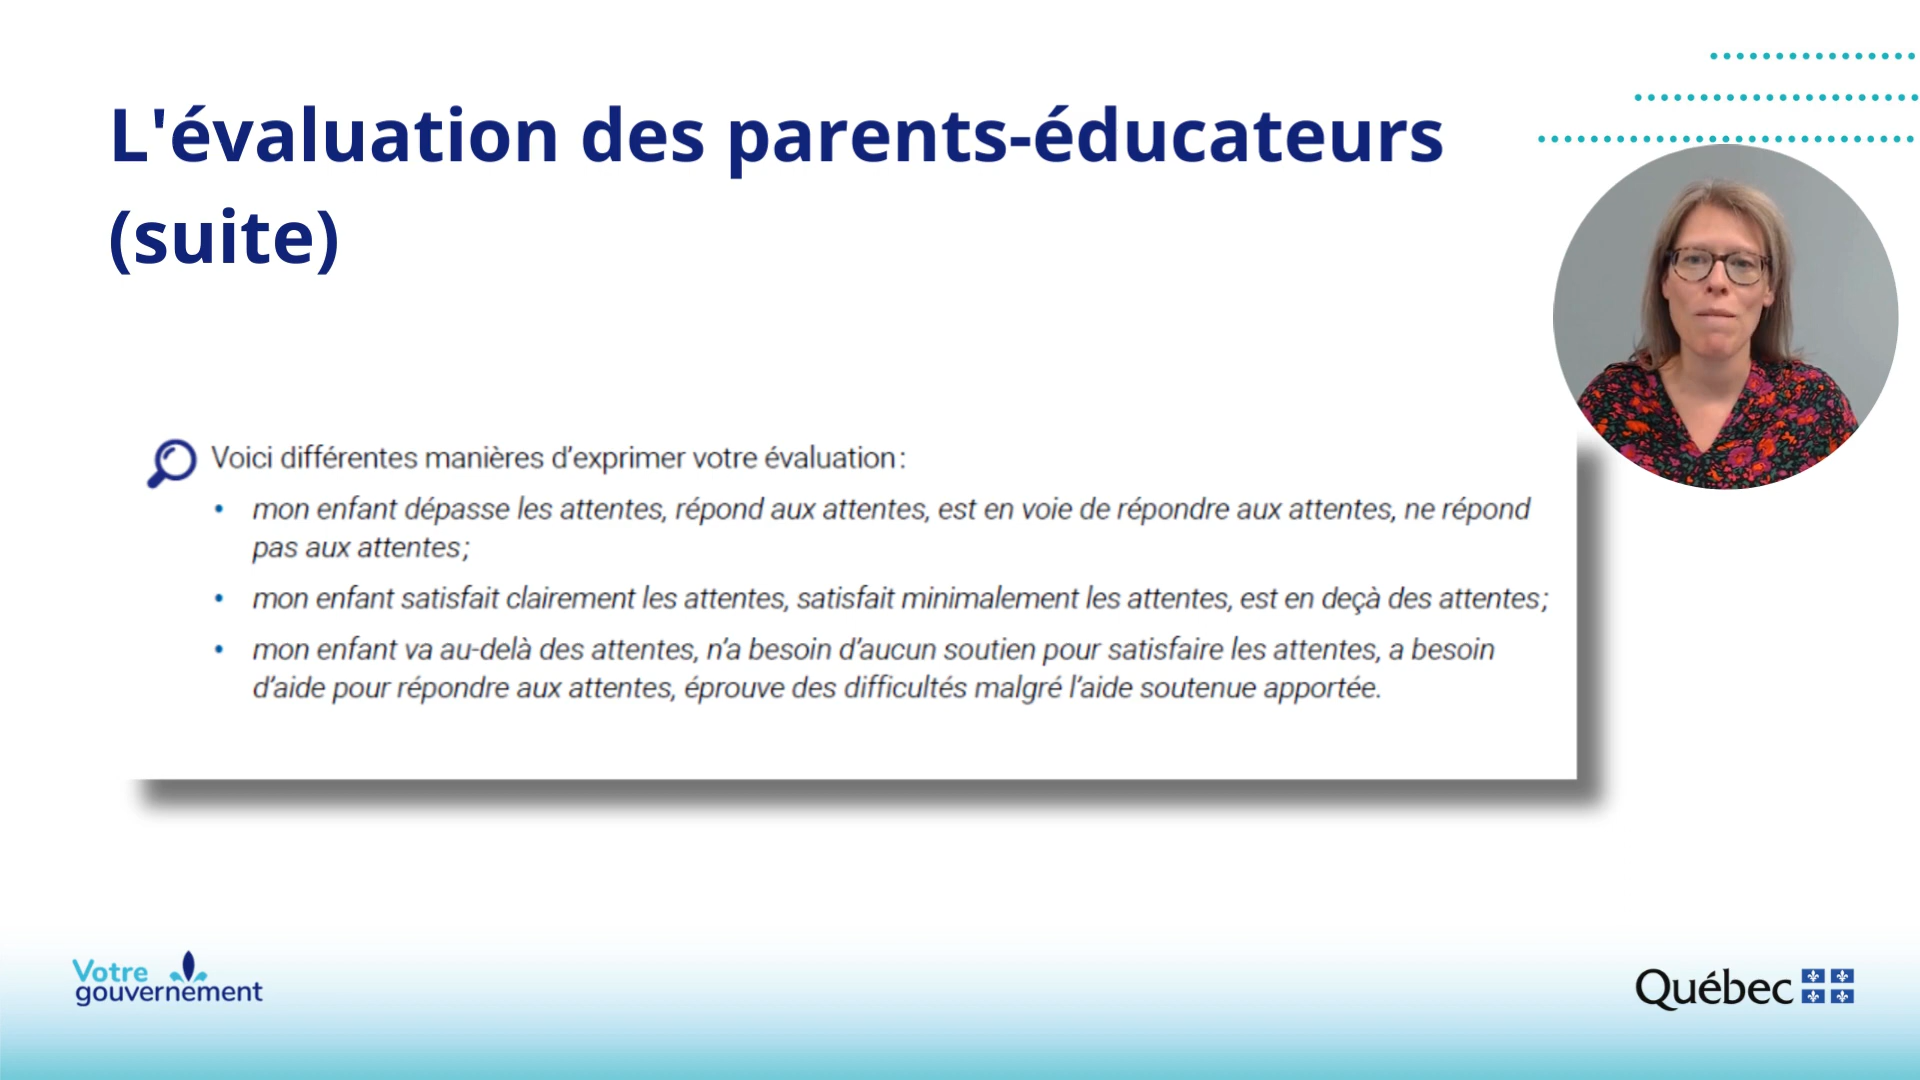 L'évaluation des parents-éducateurs
(suite)
Voici différentes manières d'exprimer votre évaluation :
• mon enfant dépasse les attentes, répond aux attentes, est en voie de répondre aux attentes, ne répond
pas aux attentes ;
• mon enfant satisfait clairement les attentes, satisfait minimalement les attentes, est en deçà des attentes ;
• mon enfant va au-delà des attentes, n’a besoin d’aucun soutien pour satisfaire les attentes, a besoin
d’aide pour répondre aux attentes, éprouve des difficultés malgré l’aide soutenue apportée.
Votre
gouvernement
Québec